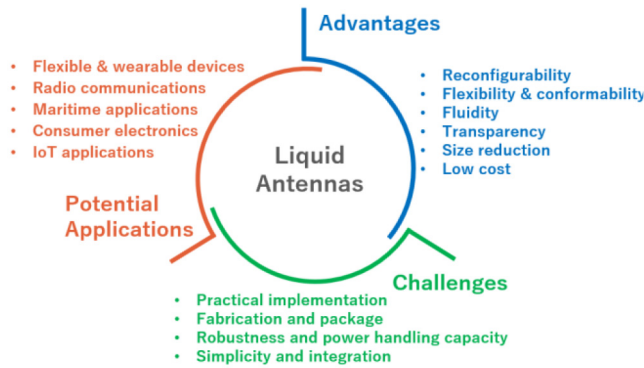 Advantages
• Reconfigurability
• Flexibility & conformability
• Fluidity
• Transparency
• Size reduction
• Low cost
• Flexible & wearable devices
• Radio communications
• Maritime applications
• Consumer electronics
• IoT applications
Potential
Applications
Liquid
Antennas
Challenges
• Practical implementation
• Fabrication and package
• Robustness and power handling capacity
• Simplicity and integration